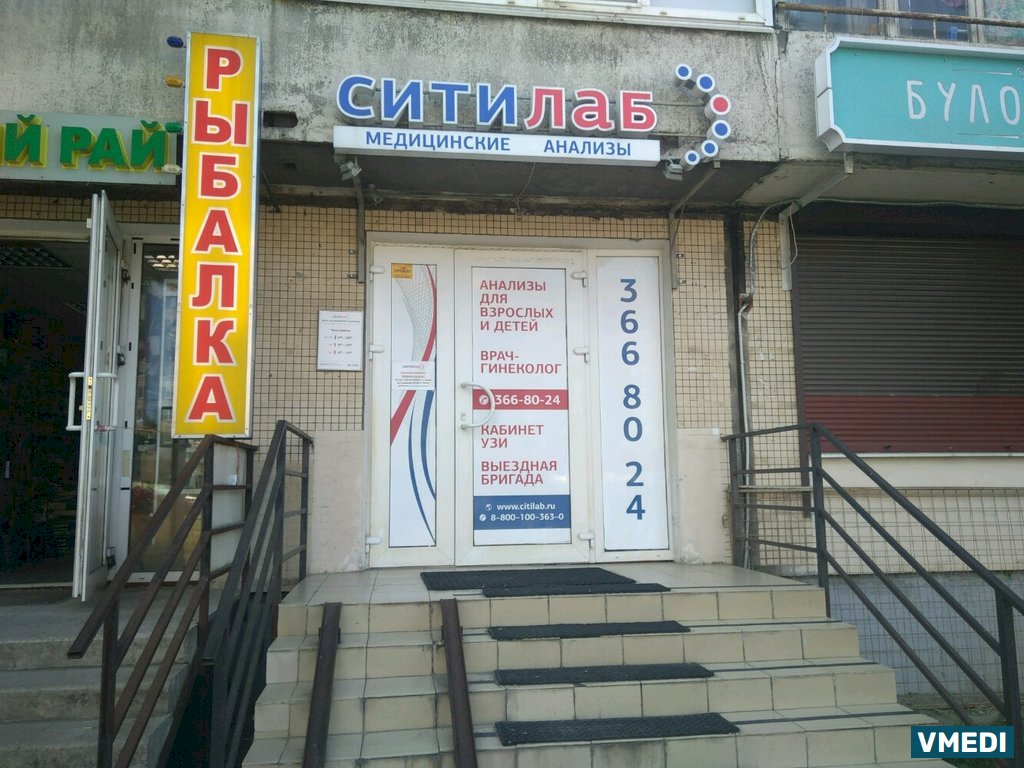 РЫБАЛКА
Й РАЙ
СИТИЛАБ
МЕДИЦИНСКИЕ АНАЛИЗЫ
БУЛО
АНАЛИЗЫ
ДЛЯ
ВЗРОСЛЫХ
И ДЕТЕЙ
ВРАЧ-
ГИНЕКОЛОГ
366-80-24
КАБИНЕТ
УЗИ
ВЫЕЗДНАЯ
БРИГАДА
www.citilab.ru
8-800-100-363-0
366 80 24
VMEDI